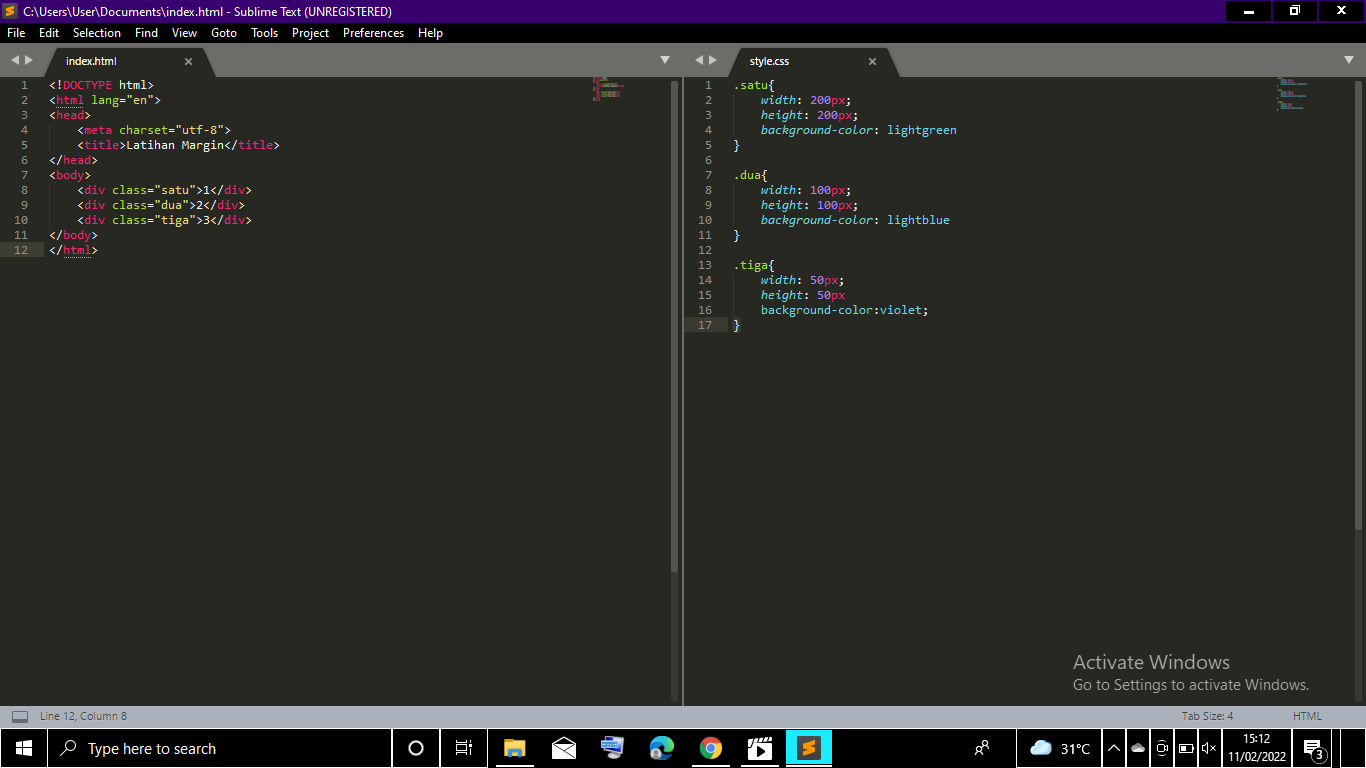 C:\Users\User\Documents\index.html - Sublime Text (UNREGISTERED)
File Edit Selection Find View Goto Tools Project Preferences Help
index.html
1 <!DOCTYPE html>
2 <html lang="en">
3 <head>
4 <meta charset="utf-8">
5 <title>Latihan Margin</title>
6 </head>
7 <body>
8 <div class="satu">1</div>
9 <div class="dua">2</div>
10 <div class="tiga">3</div>
11 </body>
12 </html>
style.css
1 .satu{
2 width: 200px;
3 height: 200px;
4 background-color: lightgreen
5 }
6
7 .dua{
8 width: 100px;
9 height: 100px;
10 background-color: lightblue
11 }
12
13 .tiga{
14 width: 50px;
15 height: 50px
16 background-color:violet;
17 }
Activate Windows
Go to Settings to activate Windows.
Line 12, Column 8
Tab Size: 4
HTML
Type here to search
31°C
15:12
11/02/2022
3